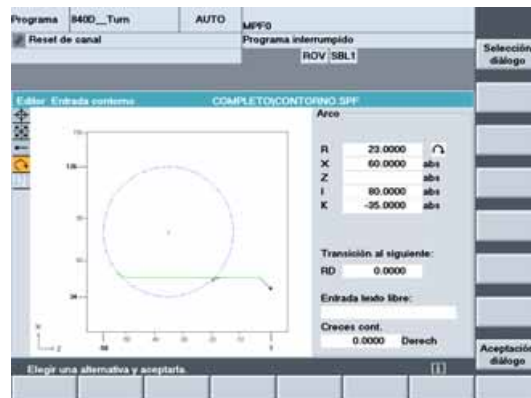 Programa 840D__Turn AUTO MPF0
Reset de canal Programa interrumpido
ROV SBL1
Selección diálogo
Editor Entrada contorno COMPLETO\CONTORNO.SPF
Arco
R 23.0000
X 60.0000 abs
Z abs
I 80.0000 abs
K -35.0000 abs
Transición al siguiente:
RD 0.0000
Entrada texto libre:
Creces cont.
0.0000 Derech
X
Z
Aceptación diálogo
Elegir una alternativa y aceptarla.